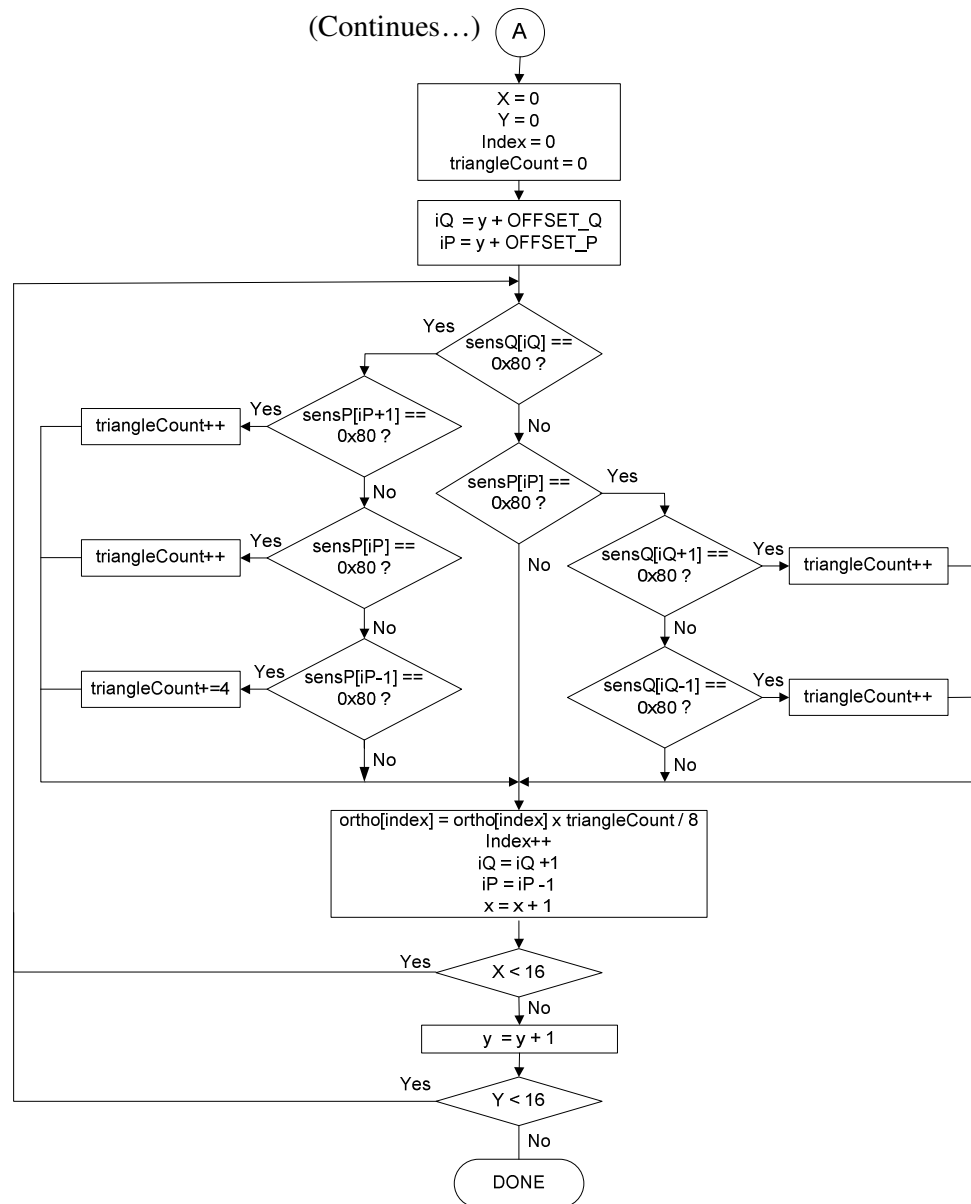 (Continues…)
A
X = 0
Y = 0
Index = 0
triangleCount = 0
iQ = y + OFFSET_Q
iP = y + OFFSET_P
sensQ[iQ] ==
0x80 ?
Yes
No
sensP[iP+1] ==
0x80 ?
Yes
triangleCount++
No
sensP[iP] ==
0x80 ?
Yes
triangleCount++
No
sensP[iP-1] ==
0x80 ?
Yes
triangleCount+=4
No
sensP[iP] ==
0x80 ?
Yes
No
sensQ[iQ+1] ==
0x80 ?
Yes
triangleCount++
No
sensQ[iQ-1] ==
0x80 ?
Yes
triangleCount++
No
ortho[index] = ortho[index] x triangleCount / 8
Index++
iQ = iQ +1
iP = iP -1
x = x + 1
X < 16
Yes
No
y = y + 1
Y < 16
Yes
No
DONE